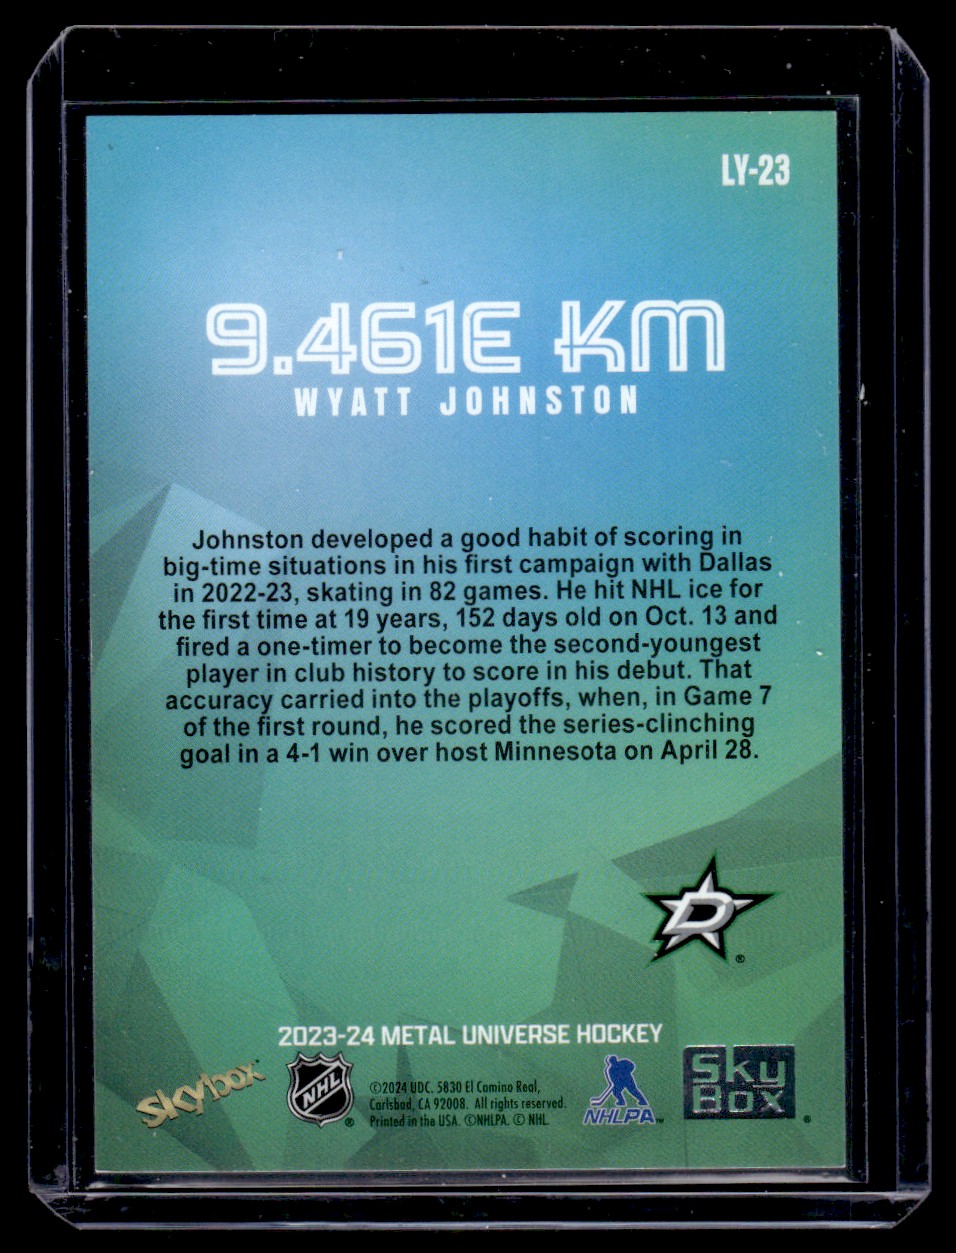 LY-23
9.461E KM
WYATT JOHNSTON
Johnston developed a good habit of scoring in
big-time situations in his first campaign with Dallas
in 2022-23, skating in 82 games. He hit NHL ice for
the first time at 19 years, 152 days old on Oct. 13 and
fired a one-timer to become the second-youngest
player in club history to score in his debut. That
accuracy carried into the playoffs, when, in Game 7
of the first round, he scored the series-clinching
goal in a 4-1 win over host Minnesota on April 28.
D
®
2023-24 METAL UNIVERSE HOCKEY
skybox™
NHL
®
©2024 UDC. 5830 El Camino Real,
Carlsbad, CA 92008. All rights reserved.
Printed in the USA. ©NHLPA. © NHL.
NHLPA™
SkyBox
®